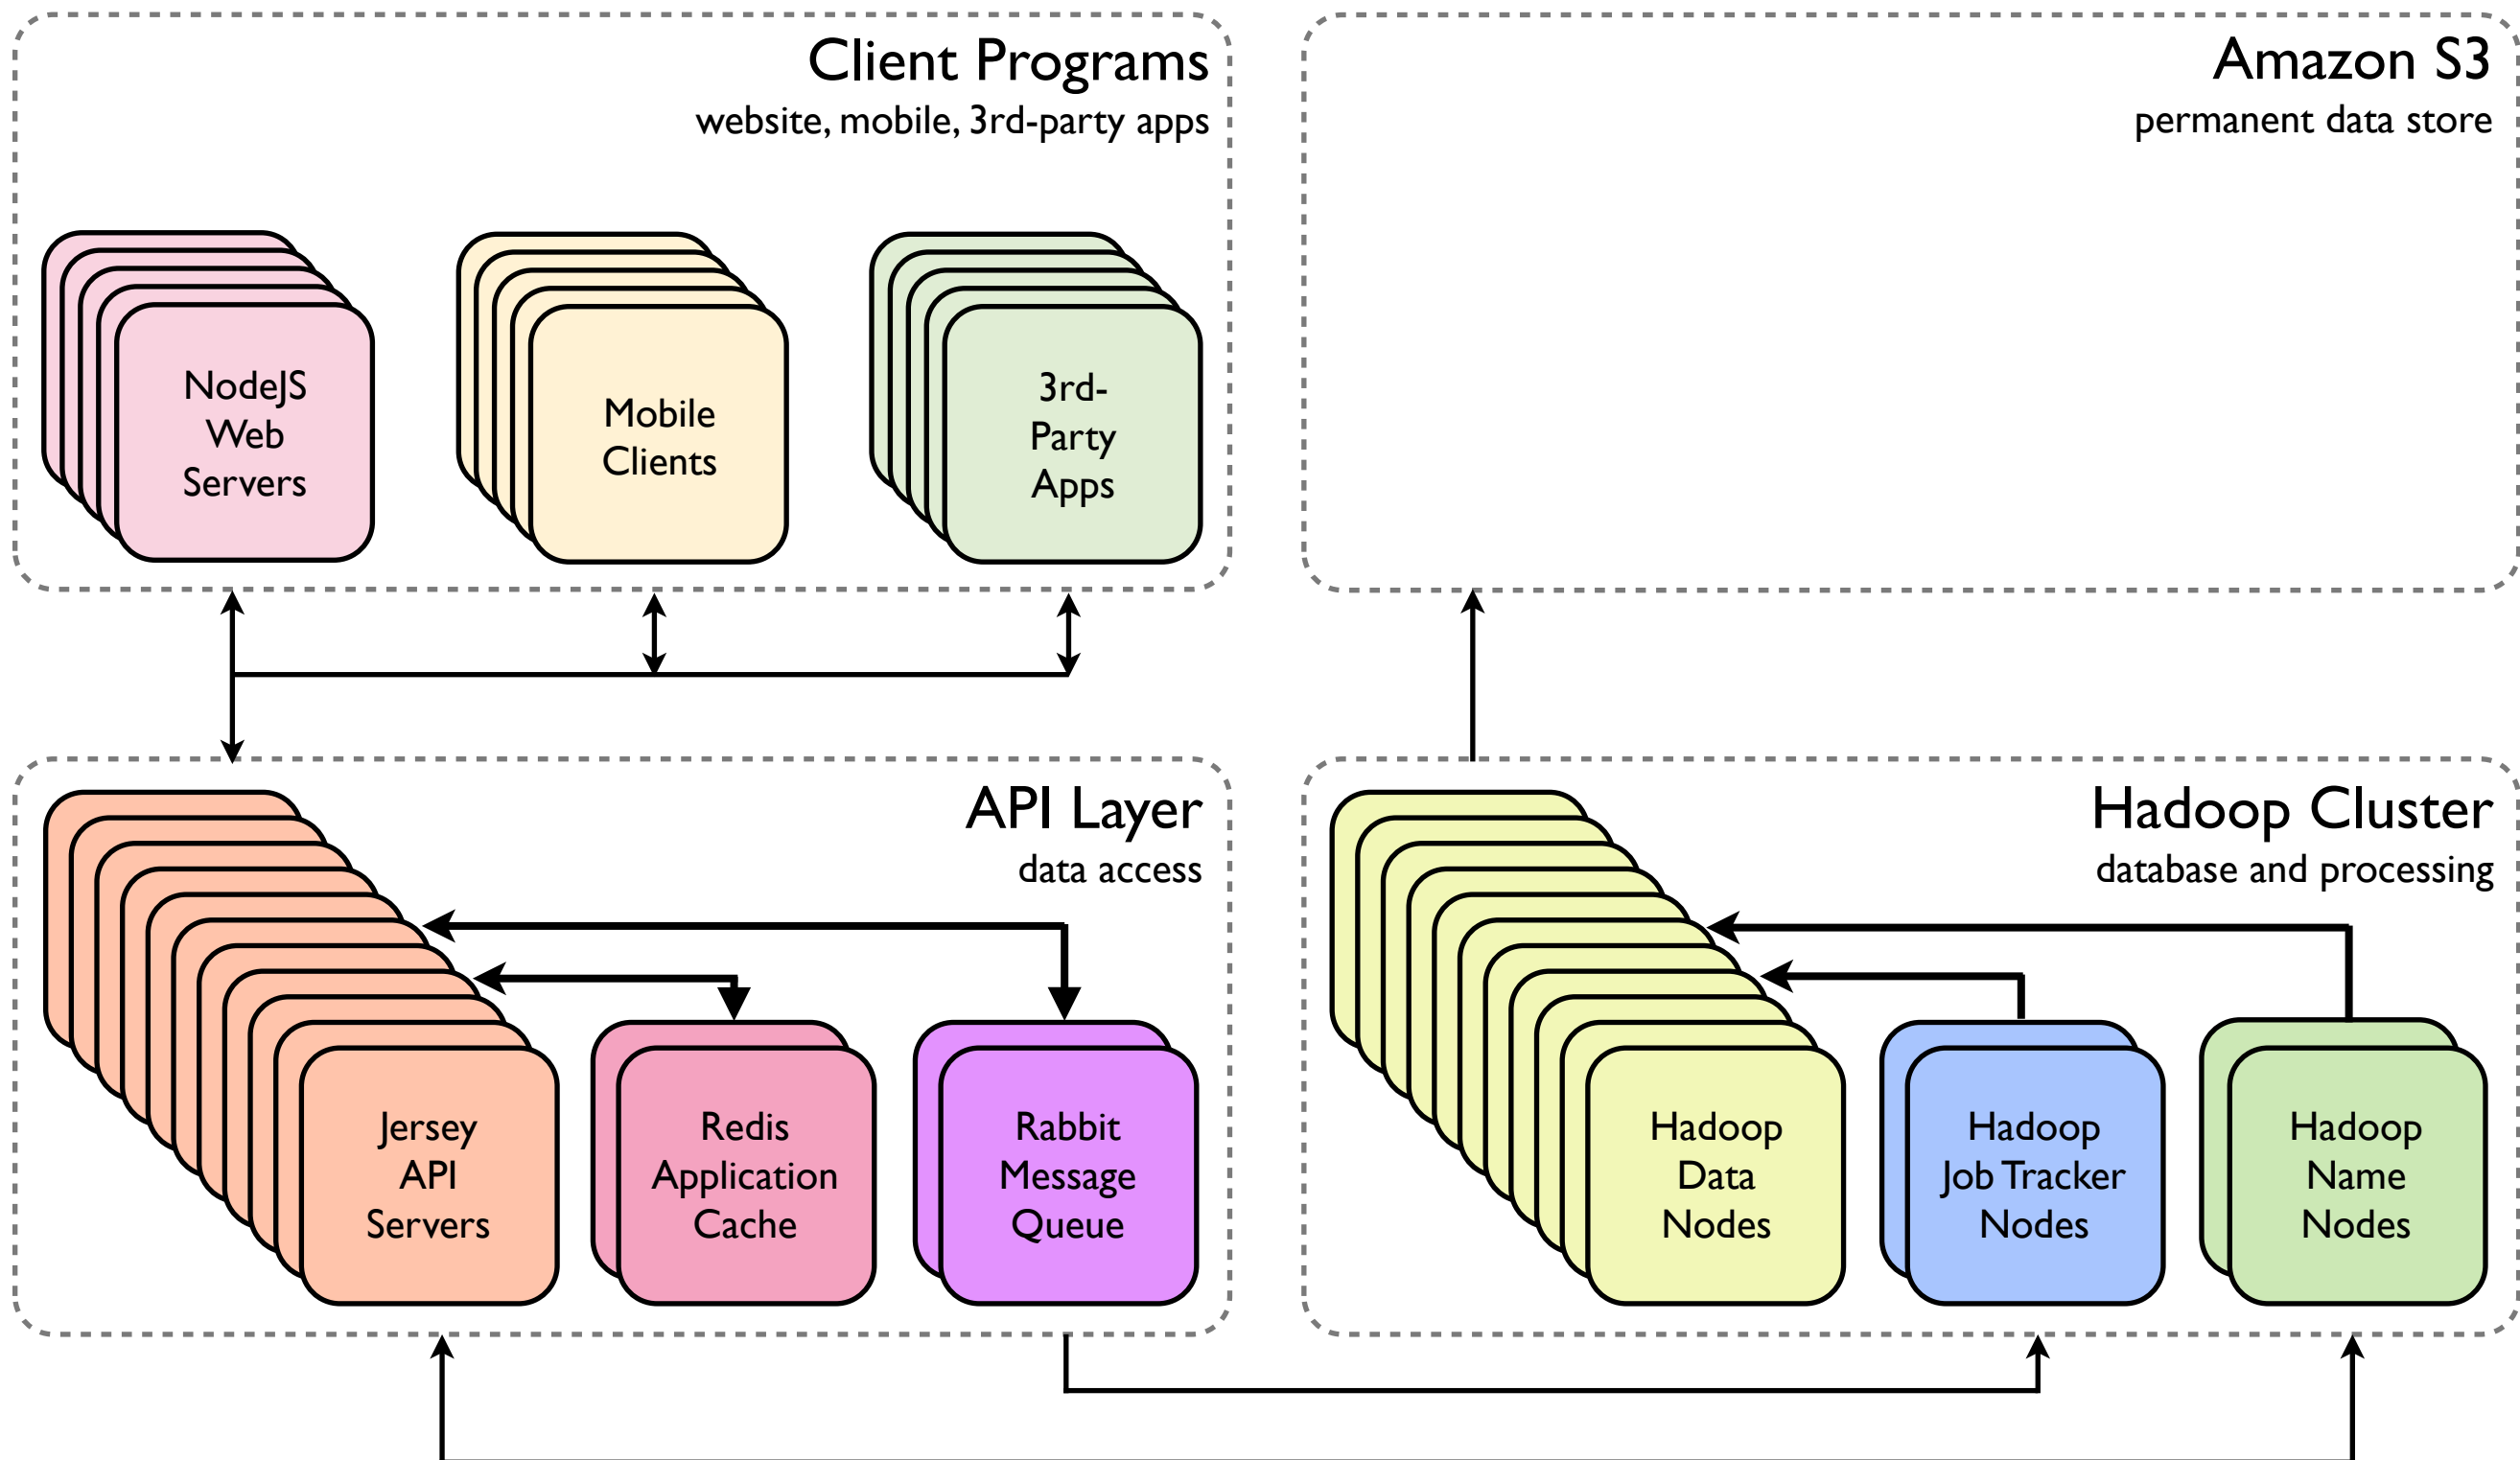 Client Programs
website, mobile, 3rd-party apps
NodeJS
Web
Servers
Mobile
Clients
3rd-
Party
Apps
Amazon S3
permanent data store
API Layer
data access
Jersey
API
Servers
Redis
Application
Cache
Rabbit
Message
Queue
Hadoop Cluster
database and processing
Hadoop
Data
Nodes
Hadoop
Job Tracker
Nodes
Hadoop
Name
Nodes